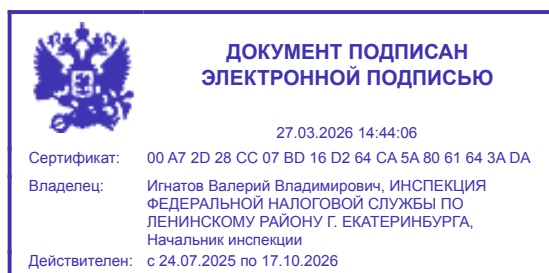 ДОКУМЕНТ ПОДПИСАН
ЭЛЕКТРОННОЙ ПОДПИСЬЮ
27.03.2026 14:44:06
Сертификат: 00 A7 2D 28 CC 07 BD 16 D2 64 CA 5A 80 61 64 3A DA
Владелец: Игнатов Валерий Владимирович, ИНСПЕКЦИЯ
ФЕДЕРАЛЬНОЙ НАЛОГОВОЙ СЛУЖБЫ ПО
ЛЕНИНСКОМУ РАЙОНУ Г. ЕКАТЕРИНБУРГА,
Начальник инспекции
Действителен: с 24.07.2025 по 17.10.2026